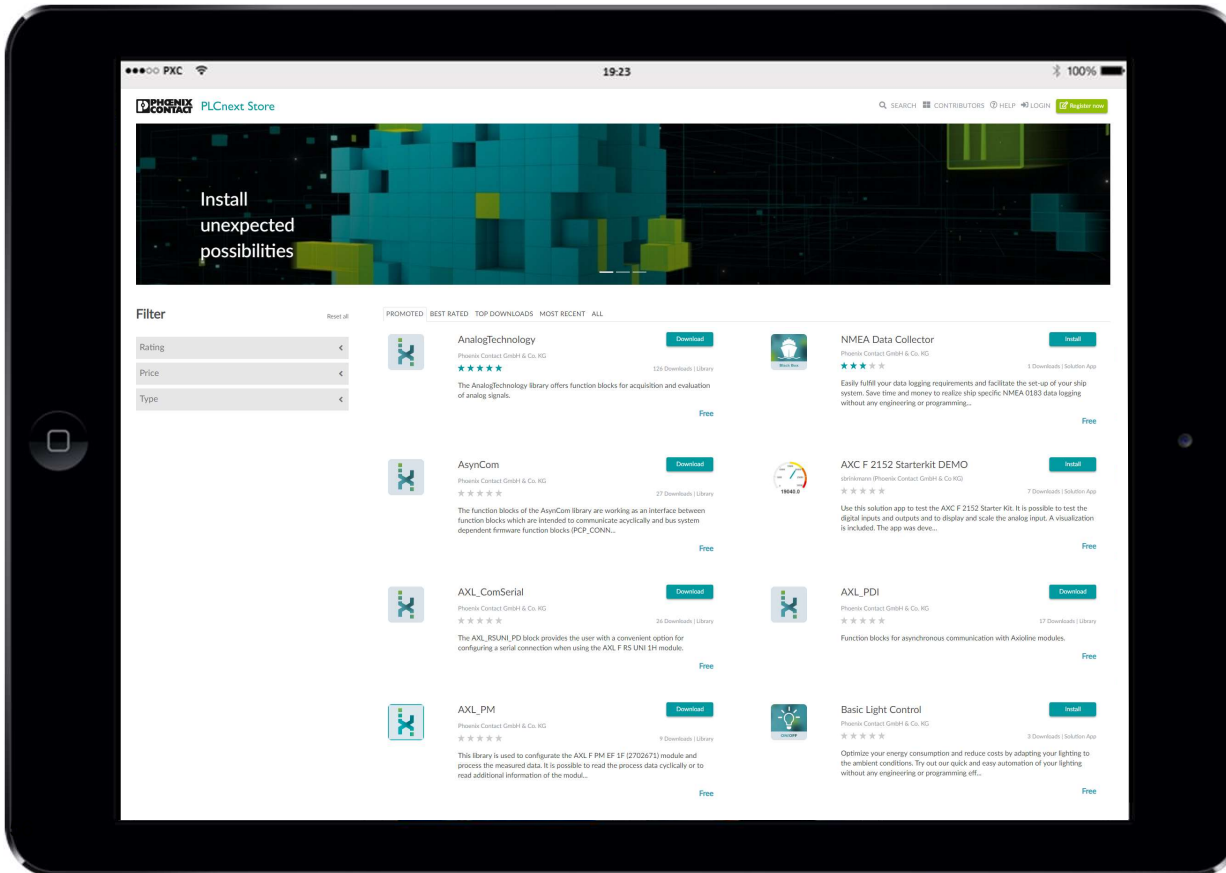 PXC
19:23
100%
PHŒNIX
CONTACT
PLCnext Store
SEARCH
CONTRIBUTORS
HELP
LOGIN
Register now
Install
unexpected
possibilities
Filter
Reset all
Rating
Price
Type
PROMOTED
BEST RATED
TOP DOWNLOADS
MOST RECENT
ALL
AnalogTechnology
Download
Phoenix Contact GmbH & Co. KG
126 Downloads | Library
The AnalogTechnology library offers function blocks for acquisition and evaluation
of analog signals.
Free
Black Box
NMEA Data Collector
Install
Phoenix Contact GmbH & Co. KG
1 Downloads | Solution App
Easily fulfill your data logging requirements and facilitate the set-up of your ship
system. Save time and money to realize ship specific NMEA 0183 data logging
without any engineering or programming...
Free
AsynCom
Download
Phoenix Contact GmbH & Co. KG
27 Downloads | Library
The function blocks of the AsynCom library are working as an interface between
function blocks which are intended to communicate acyclically and bus system
dependent firmware function blocks (PCP_CONN...
Free
19040.0
AXC F 2152 Starterkit DEMO
Install
sbrinkmann (Phoenix Contact GmbH & Co KG)
7 Downloads | Solution App
Use this solution app to test the AXC F 2152 Starter Kit. It is possible to test the
digital inputs and outputs and to display and scale the analog input. A visualization
is included. The app was deve...
Free
AXL_ComSerial
Download
Phoenix Contact GmbH & Co. KG
26 Downloads | Library
The AXL_RSUNI_PD block provides the user with a convenient option for
configuring a serial connection when using the AXL F RS UNI 1H module.
Free
AXL_PDI
Download
Phoenix Contact GmbH & Co. KG
17 Downloads | Library
Function blocks for asynchronous communication with Axioline modules.
Free
AXL_PM
Download
Phoenix Contact GmbH & Co. KG
9 Downloads | Library
This library is used to configurate the AXL F PM EF 1F (2702671) module and
process the measured data. It is possible to read the process data cyclically or to
read additional information of the modul...
Free
Basic Light Control
Install
Phoenix Contact GmbH & Co. KG
3 Downloads | Solution App
Optimize your energy consumption and reduce costs by adapting your lighting to
the ambient conditions. Try out our quick and easy automation of your lighting
without any engineering or programming eff...
Free